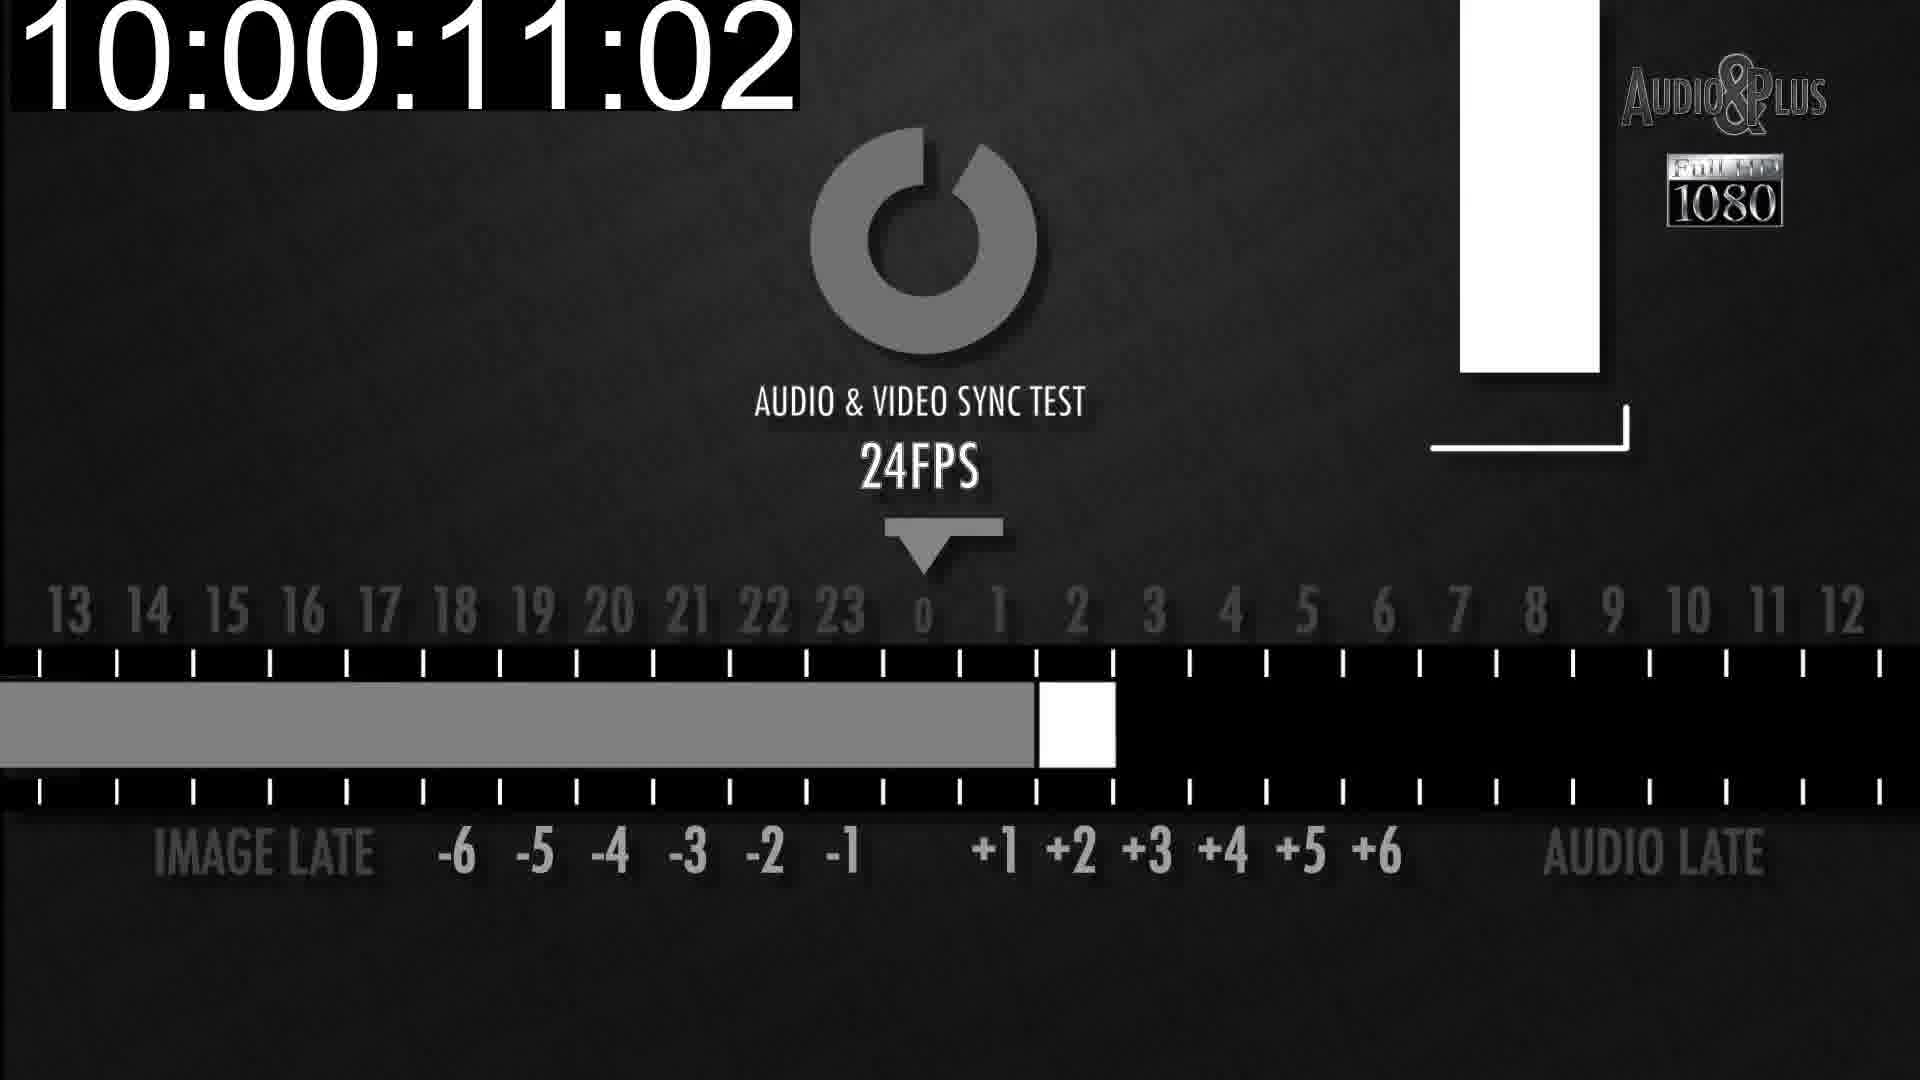 10:00:11:02
AUDIO & PLUS
Full HD
1080
AUDIO & VIDEO SYNC TEST
24FPS
13 14 15 16 17 18 19 20 21 22 23 0 1 2 3 4 5 6 7 8 9 10 11 12
IMAGE LATE -6 -5 -4 -3 -2 -1 +1 +2 +3 +4 +5 +6 AUDIO LATE